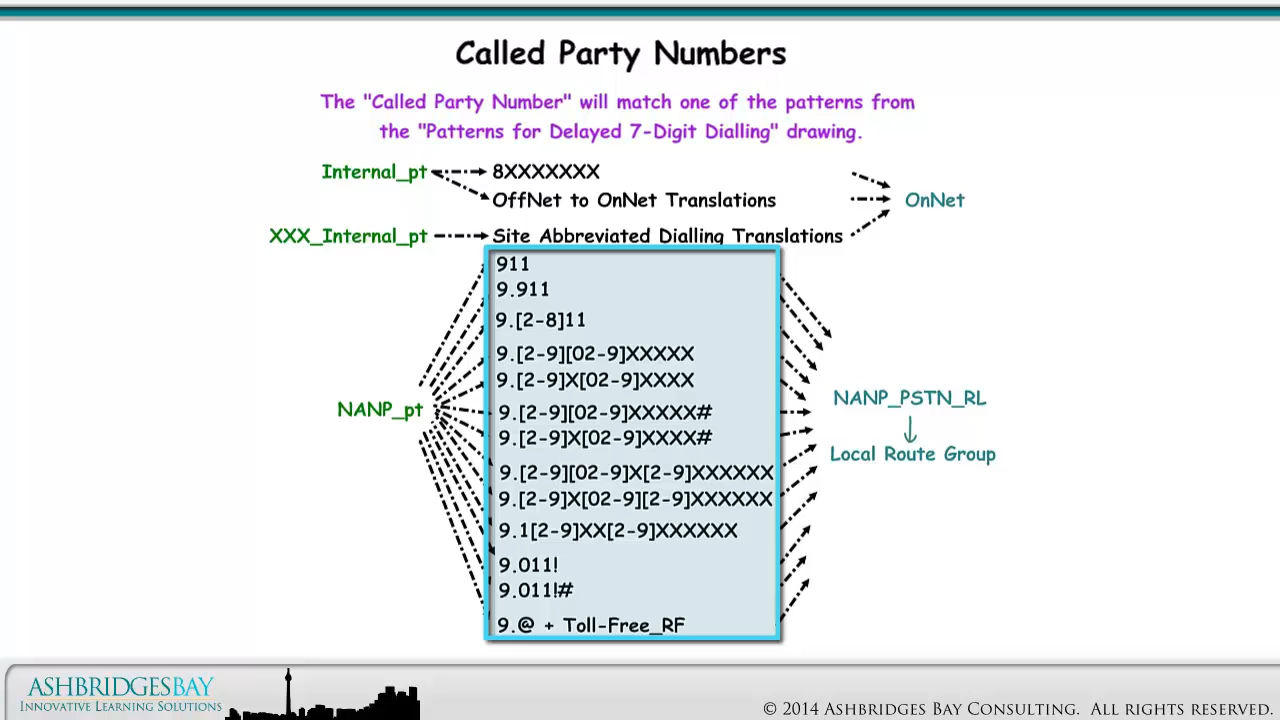 Called Party Numbers
The "Called Party Number" will match one of the patterns from
the "Patterns for Delayed 7-Digit Dialling" drawing.
Internal_pt 8XXXXXXX
OffNet to OnNet Translations OnNet
XXX_Internal_pt Site Abbreviated Dialling Translations
911
9.911
9.[2-8]11
9.[2-9][02-9]XXXXX
9.[2-9]X[02-9]XXXX
NANP_PSTN_RL
NANP_pt 9.[2-9][02-9]XXXXX#
9.[2-9]X[02-9]XXXX#
Local Route Group
9.[2-9][02-9]X[2-9]XXXXXX
9.[2-9]X[02-9][2-9]XXXXXX
9.1[2-9]XX[2-9]XXXXXX
9.011!
9.011!#
9.@ + Toll-Free_RF
ASHBRIDGESBAY
INNOVATIVE LEARNING SOLUTIONS
© 2014 ASHBRIDGES BAY CONSULTING. ALL RIGHTS RESERVED.